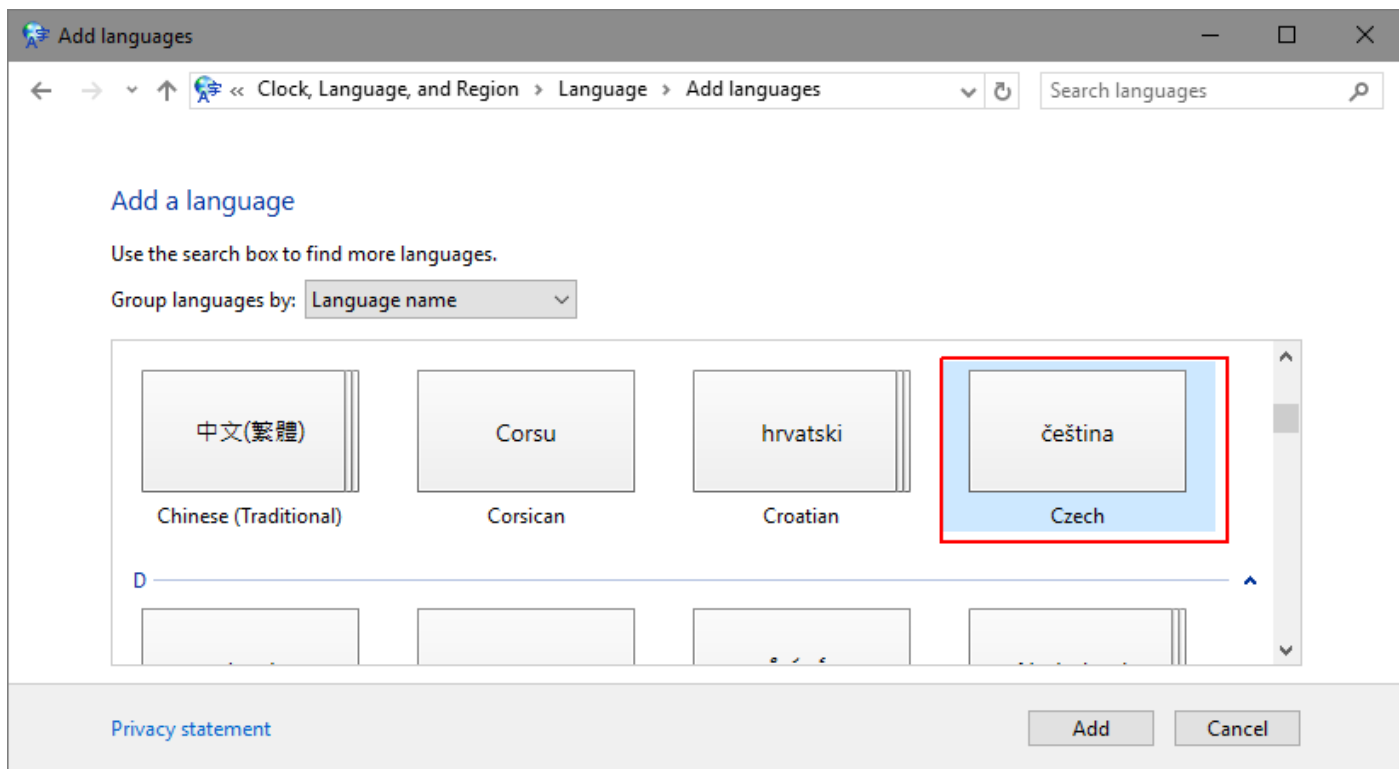 Add languages
« Clock, Language, and Region > Language > Add languages
Search languages
Add a language
Use the search box to find more languages.
Group languages by: Language name
中文(繁體)
Corsu
hrvatski
čeština
Chinese (Traditional)
Corsican
Croatian
Czech
D
Privacy statement
Add
Cancel